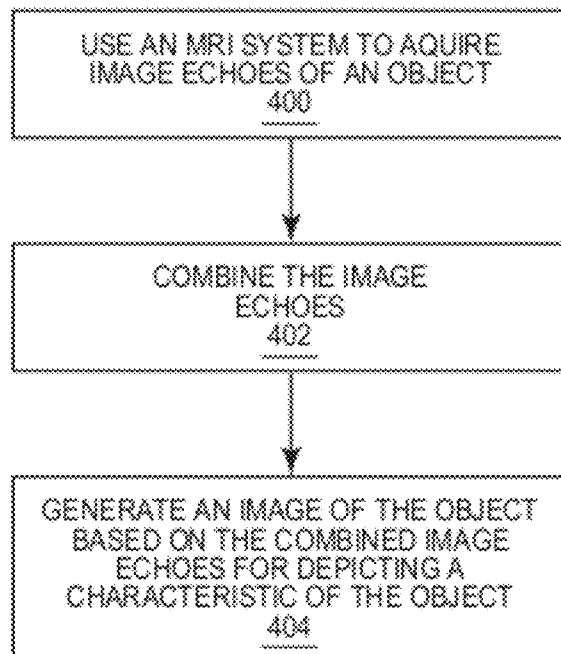 USE AN MRI SYSTEM TO AQUIRE
IMAGE ECHOES OF AN OBJECT
400
COMBINE THE IMAGE
ECHOES
402
GENERATE AN IMAGE OF THE OBJECT
BASED ON THE COMBINED IMAGE
ECHOES FOR DEPICTING A
CHARACTERISTIC OF THE OBJECT
404